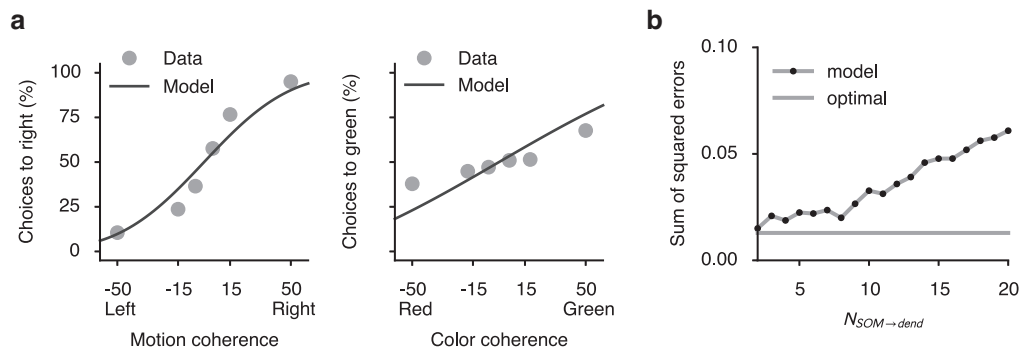 a
Choices to right (%)
100
75
50
25
0
Data
Model
-50 -15 15 50
Left Right
Motion coherence
Choices to green (%)
Data
Model
-50 -15 15 50
Red Green
Color coherence
b
Sum of squared errors
0.10
0.05
0.00
model
optimal
5 10 15 20
N_{SOM→dend}